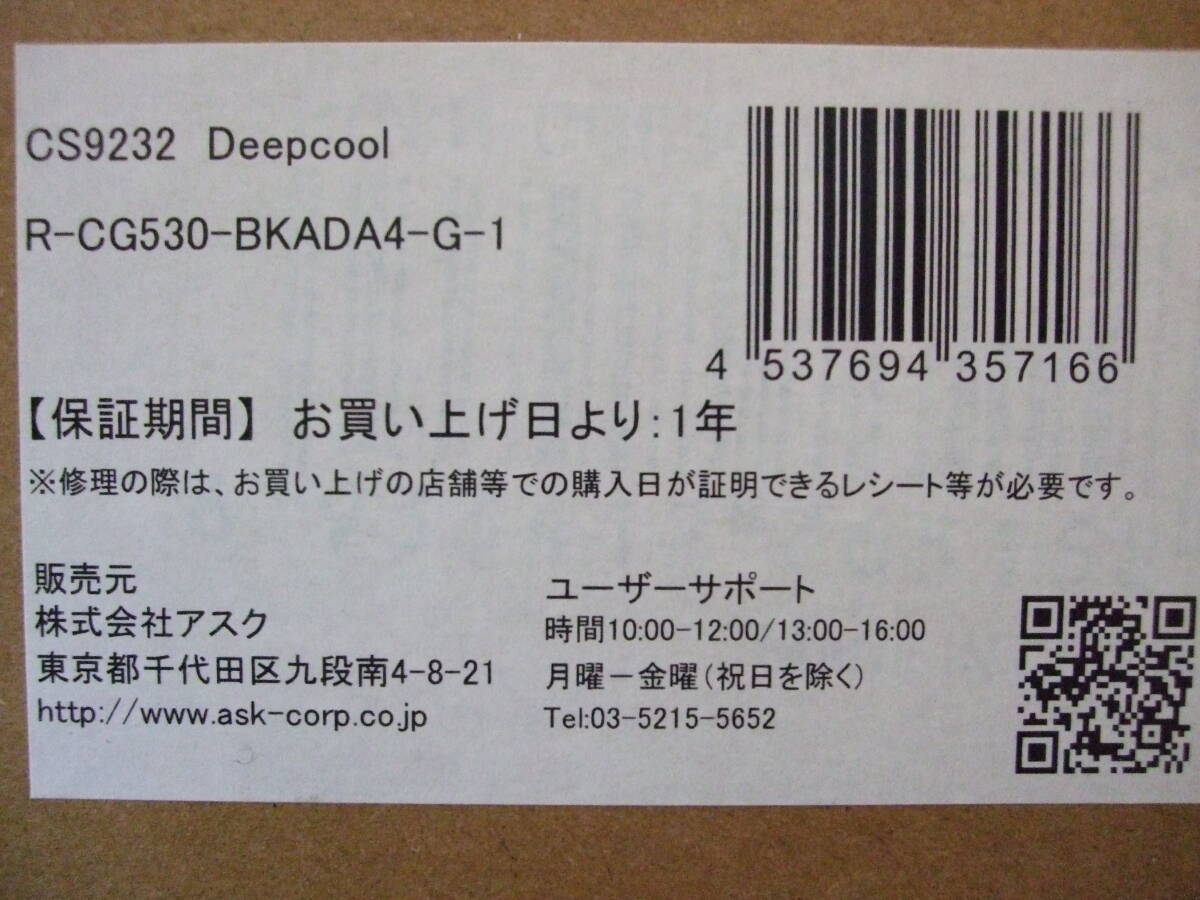 CS9232 Deepcool
R-CG530-BKADA4-G-1
4 537694 357166
【保証期間】 お買い上げ日より:1年
※修理の際は、お買い上げの店舗等での購入日が証明できるレシート等が必要です。
販売元
株式会社アスク
東京都千代田区九段南4-8-21
http://www.ask-corp.co.jp
ユーザーサポート
時間10:00-12:00/13:00-16:00
月曜-金曜(祝日を除く)
Tel:03-5215-5652